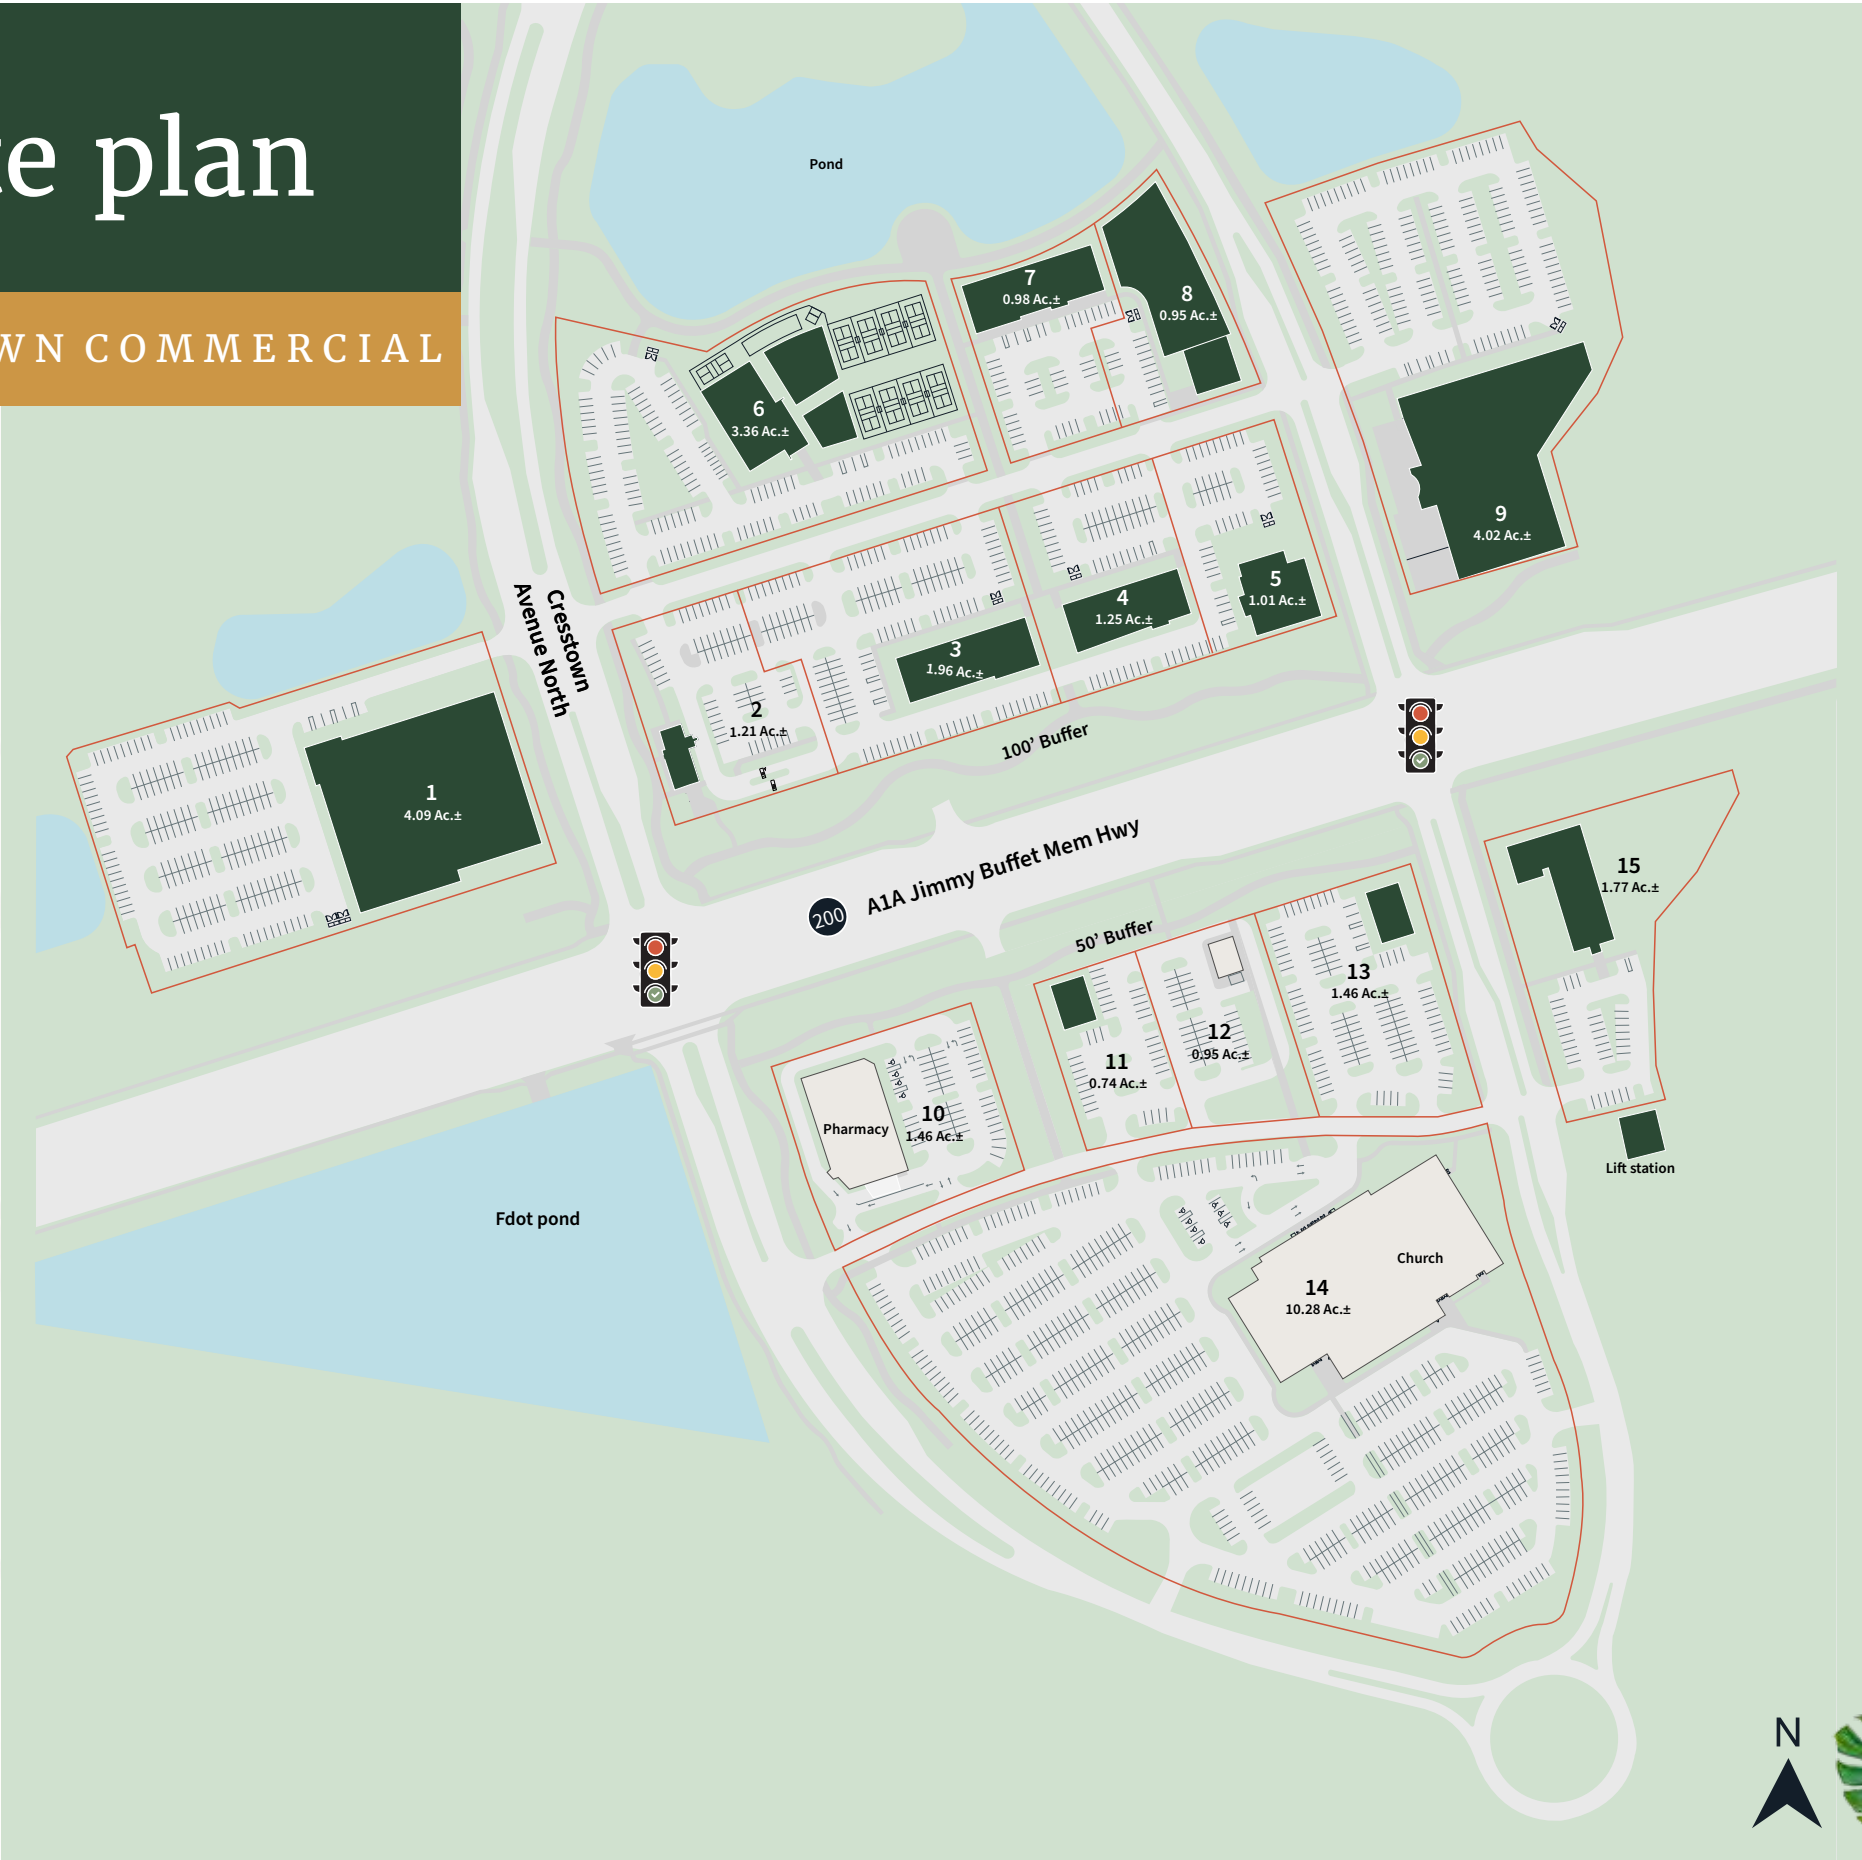 te plan
WN COMMERCIAL
Pond
7
0.98 Ac.±
8
0.95 Ac.±
6
3.36 Ac.±
9
4.02 Ac.±
5
1.01 Ac.±
4
1.25 Ac.±
3
1.96 Ac.±
2
1.21 Ac.±
Cresstown
Avenue North
100' Buffer
1
4.09 Ac.±
A1A Jimmy Buffet Mem Hwy
200
50' Buffer
15
1.77 Ac.±
13
1.46 Ac.±
12
0.95 Ac.±
11
0.74 Ac.±
10
1.46 Ac.±
Pharmacy
Lift station
Fdot pond
Church
14
10.28 Ac.±
N